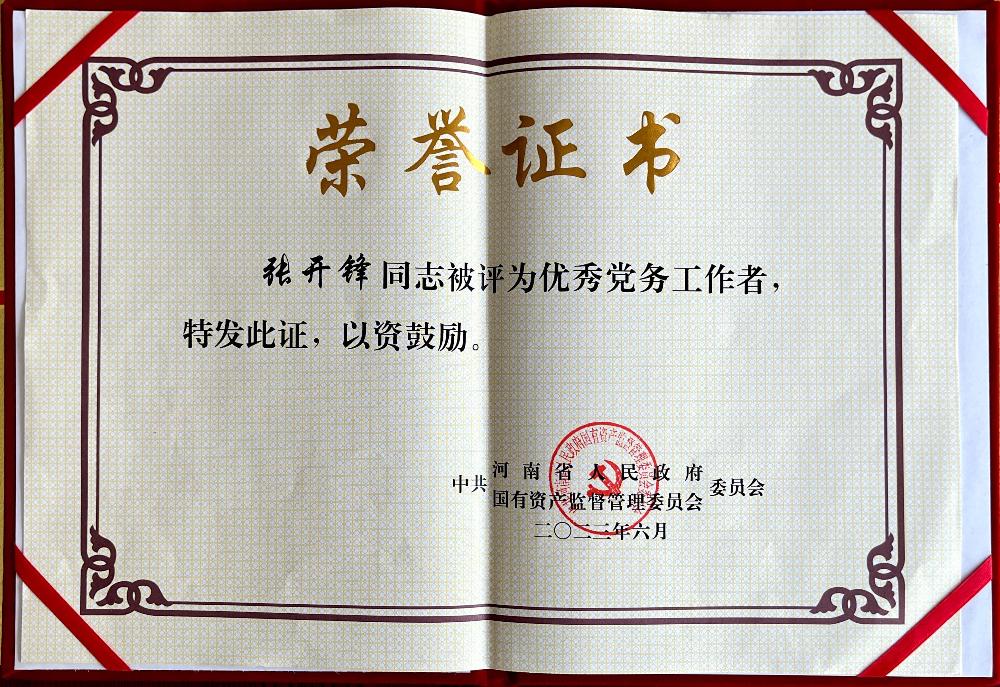 荣誉证书
张开锋同志被评为优秀党务工作者，
特发此证，以资鼓励。
中共河南省人民政府国有资产监督管理委员会委员会
二〇二三年六月